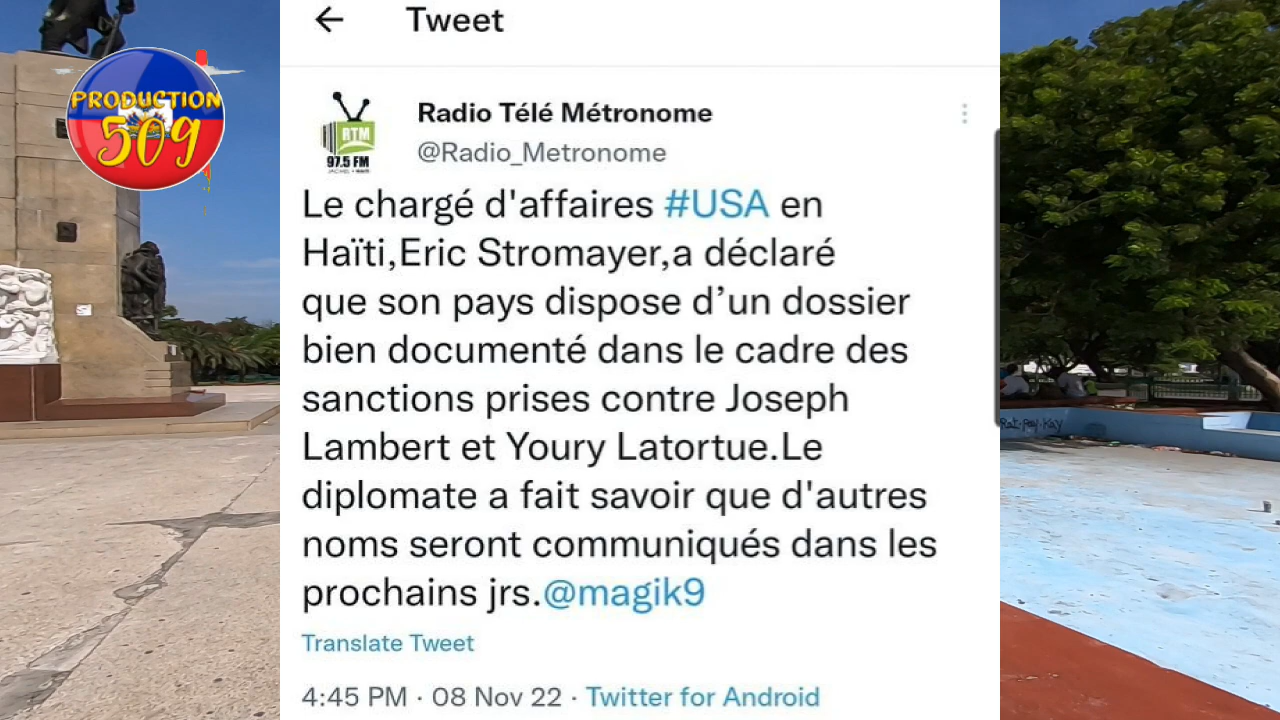 PRODUCTION
509
Tweet
RTM
97.5 FM
Radio Télé Métronome
@Radio_Metronome
Le chargé d'affaires #USA en
Haïti,Eric Stromayer,a déclaré
que son pays dispose d’un dossier
bien documenté dans le cadre des
sanctions prises contre Joseph
Lambert et Youry Latortue.Le
diplomate a fait savoir que d'autres
noms seront communiqués dans les
prochains jrs.@magik9
Translate Tweet
4:45 PM · 08 Nov 22 · Twitter for Android